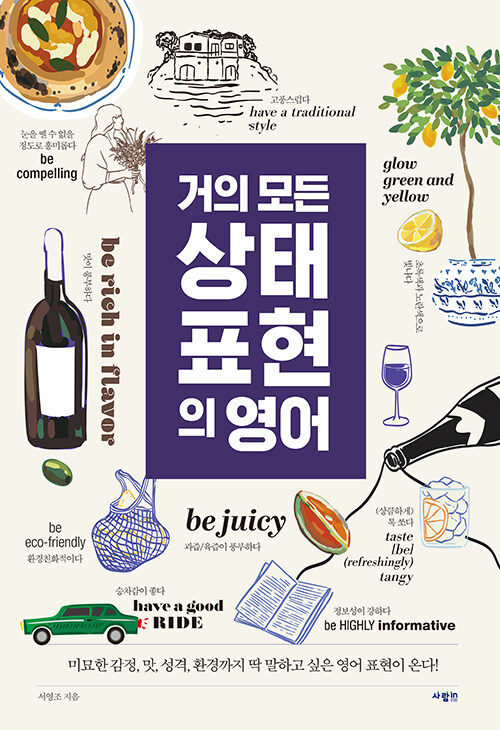 고풍스럽다
have a traditional
style
눈을 뗄 수 없을
정도로 흥미롭다
be
compelling
glow
green and
yellow
초록색과 노란색으로
빛나다
거의 모든
상태
표현
의 영어
be rich in flavor
맛이 풍부하다
be juicy
과즙/육즙이 풍부하다
(상큼하게)
톡 쏘다
taste
[be]
(refreshingly)
tangy
be
eco-friendly
환경친화적이다
승차감이 좋다
have a good
RIDE
정보성이 강하다
be HIGHLY informative
미묘한 감정, 맛, 성격, 환경까지 딱 말하고 싶은 영어 표현이 온다!
서영조 지음
사람in